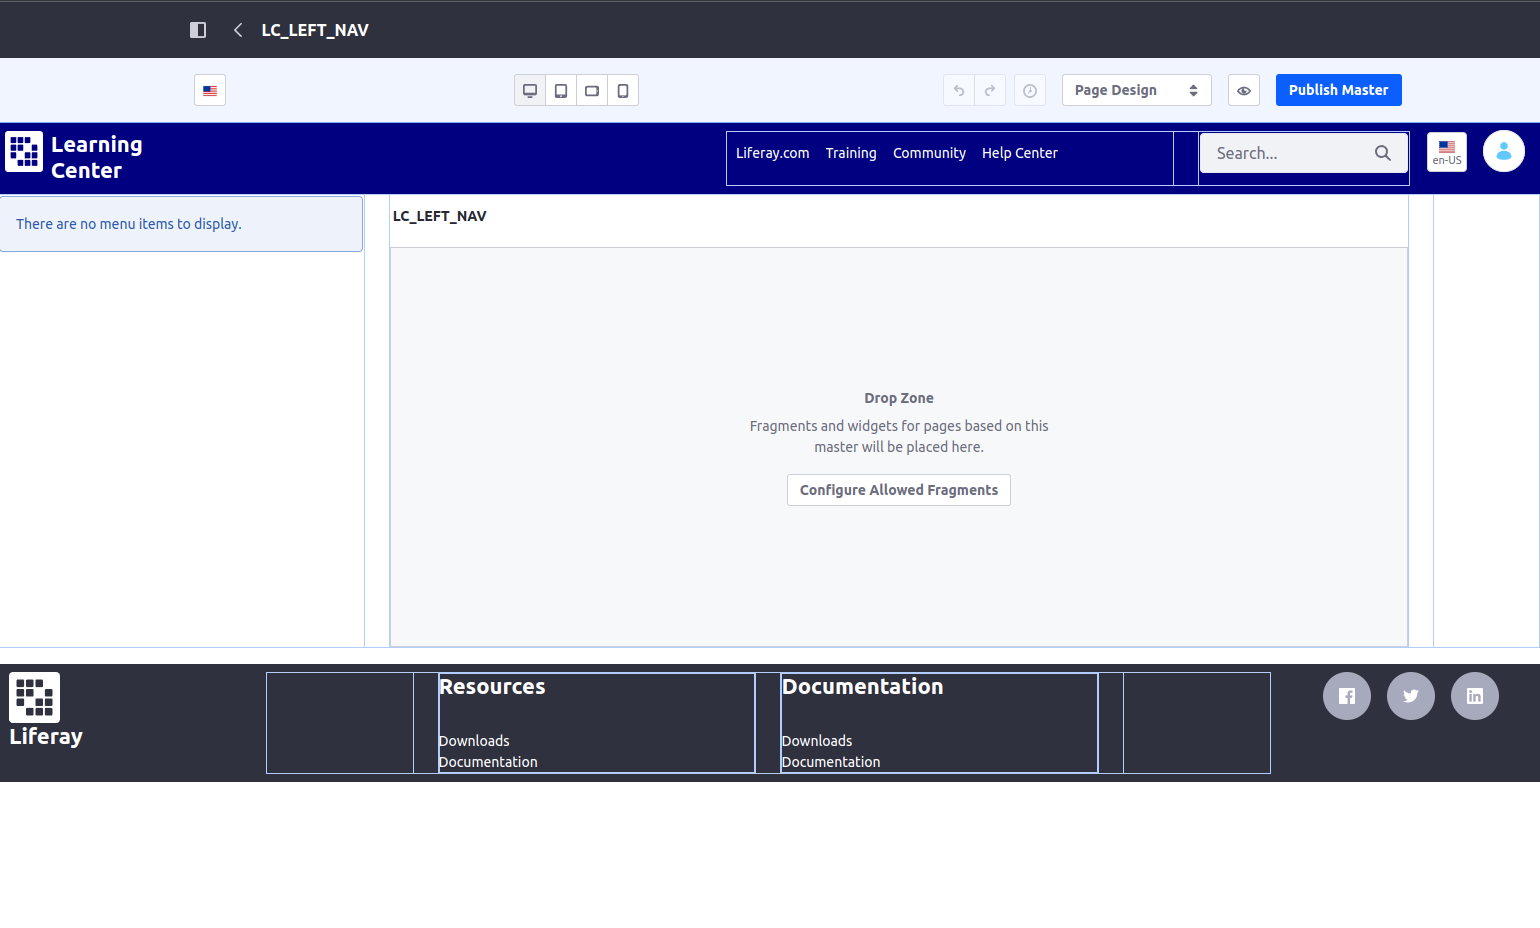 LC_LEFT_NAV
Page Design
Publish Master
Learning
Center
Liferay.com Training Community Help Center
Search...
en-US
There are no menu items to display.
LC_LEFT_NAV
Drop Zone
Fragments and widgets for pages based on this
master will be placed here.
Configure Allowed Fragments
Liferay
Resources
Downloads
Documentation
Documentation
Downloads
Documentation